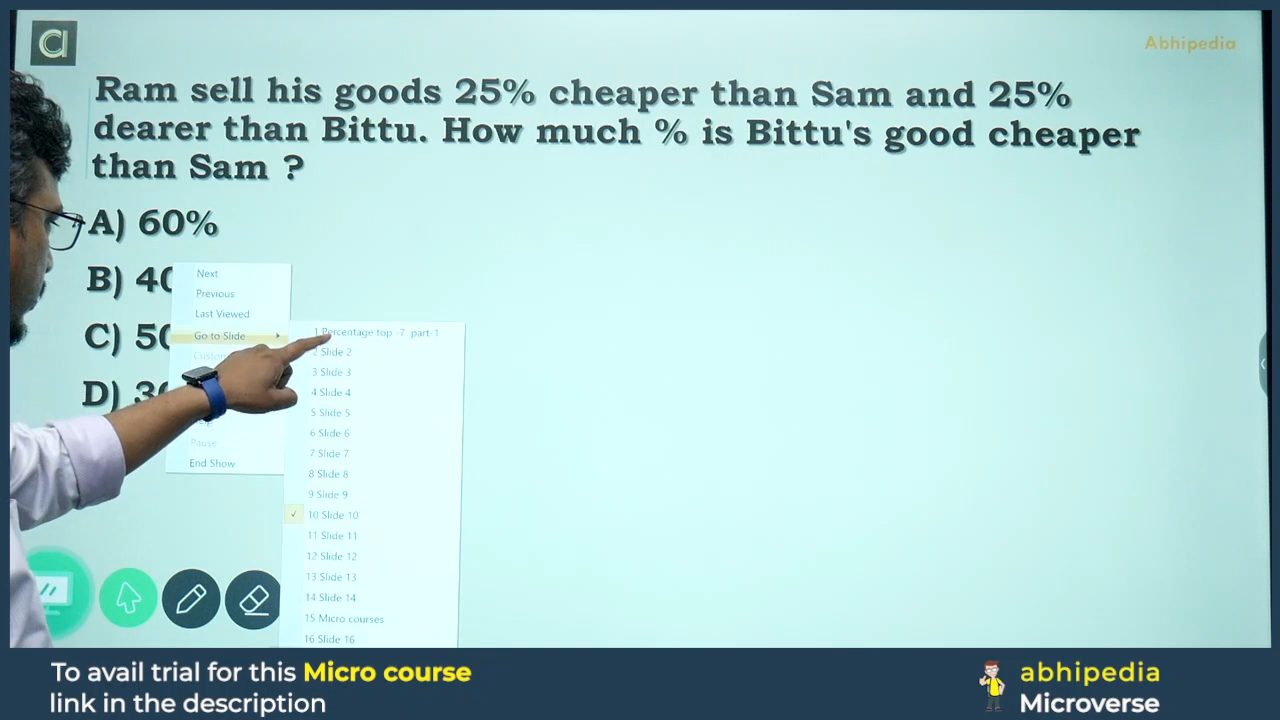 Abhipedia
Ram sell his goods 25% cheaper than Sam and 25%
dearer than Bittu. How much % is Bittu's good cheaper
than Sam ?
A) 60%
B) 40
C) 50
D) 30
Next
Previous
Last Viewed
Go to Slide
Custom
Help
Pause
End Show
1 Percentage top -7 part-1
2 Slide 2
3 Slide 3
4 Slide 4
5 Slide 5
6 Slide 6
7 Slide 7
8 Slide 8
9 Slide 9
✓ 10 Slide 10
11 Slide 11
12 Slide 12
13 Slide 13
14 Slide 14
15 Micro courses
16 Slide 16
To avail trial for this Micro course
link in the description
abhipedia
Microverse